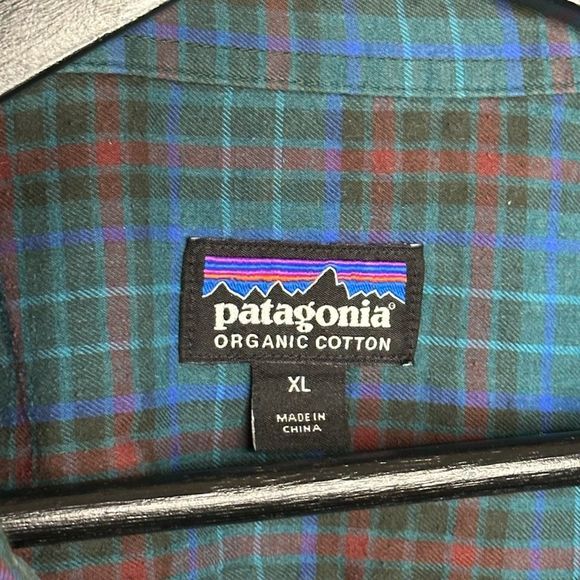 patagonia®
ORGANIC COTTON
XL
MADE IN
CHINA